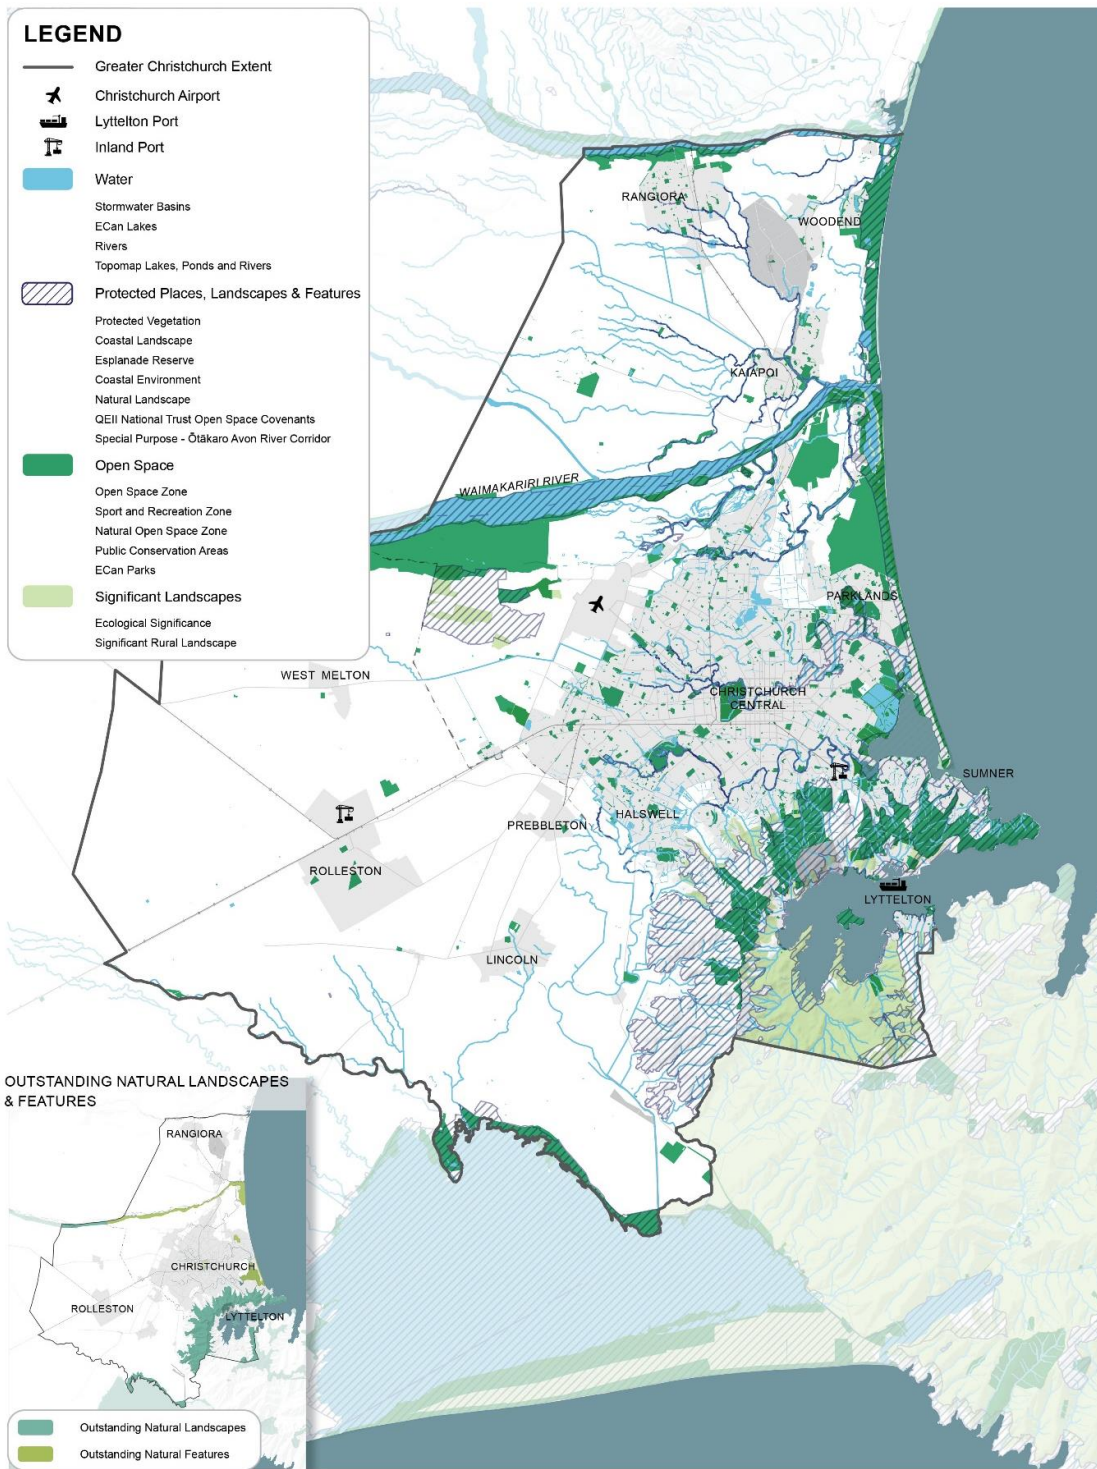 LEGEND
Greater Christchurch Extent
Christchurch Airport
Lyttelton Port
Inland Port
Water
Stormwater Basins
ECan Lakes
Rivers
Topomap Lakes, Ponds and Rivers
Protected Places, Landscapes & Features
Protected Vegetation
Coastal Landscape
Esplanade Reserve
Coastal Environment
Natural Landscape
QEII National Trust Open Space Covenants
Special Purpose - Ōtākaro Avon River Corridor
Open Space
Open Space Zone
Sport and Recreation Zone
Natural Open Space Zone
Public Conservation Areas
ECan Parks
Significant Landscapes
Ecological Significance
Significant Rural Landscape
RANGIORA
WOODEND
KAIAPOI
WAIMAKARIRI RIVER
PARKLANDS
WEST MELTON
CHRISTCHURCH
CENTRAL
SUMNER
HALSWELL
PREBBLETON
ROLLESTON
LYTTELTON
LINCOLN
OUTSTANDING NATURAL LANDSCAPES
& FEATURES
RANGIORA
CHRISTCHURCH
ROLLESTON
LYTTELTON
Outstanding Natural Landscapes
Outstanding Natural Features